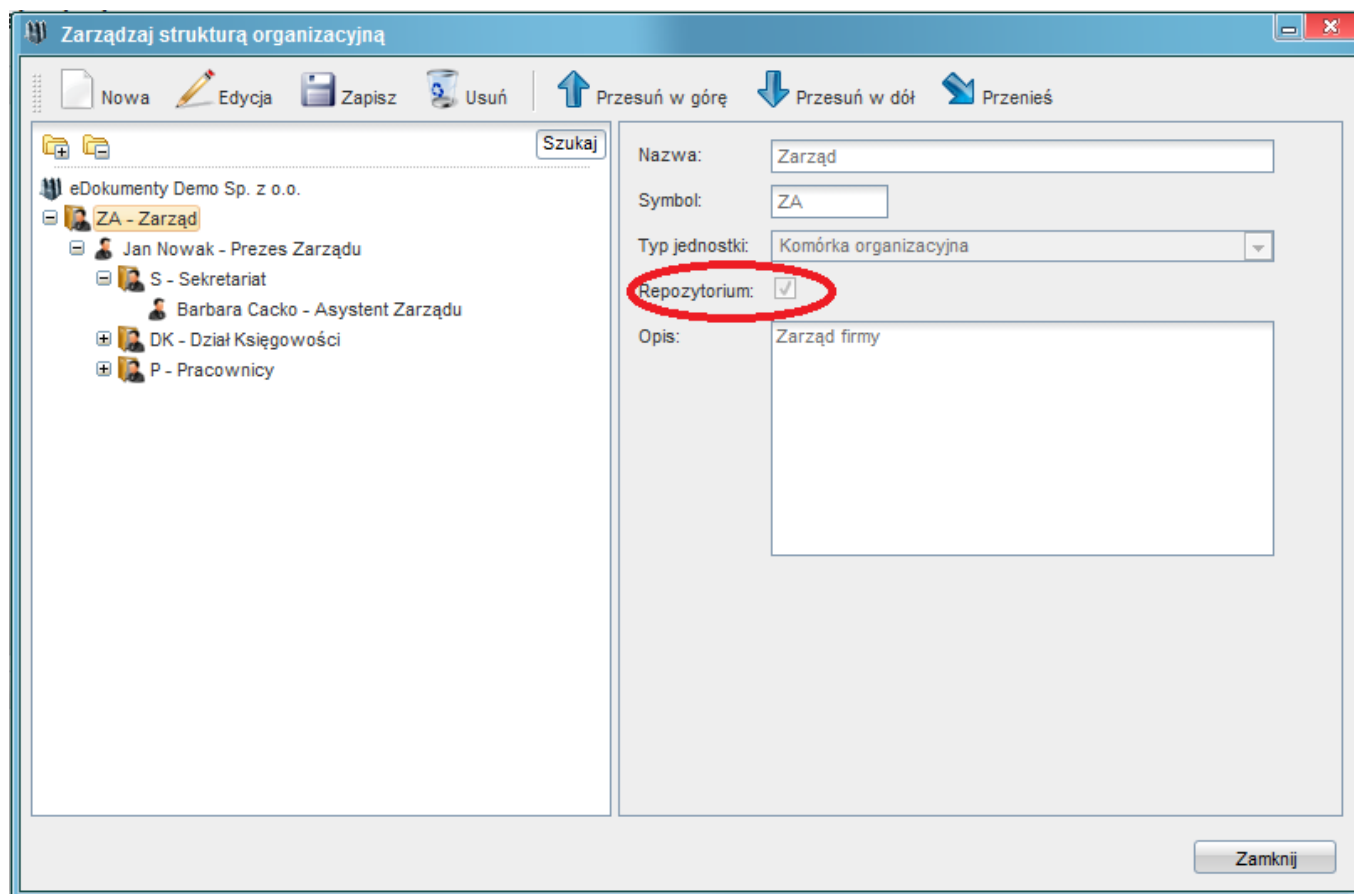 Zarządzaj strukturą organizacyjną
Nowa Edycja Zapisz Usuń Przesuń w górę Przesuń w dół Przenieś
Szukaj
eDokumenty Demo Sp. z o.o.
ZA - Zarząd
Jan Nowak - Prezes Zarządu
S - Sekretariat
Barbara Cacko - Asystent Zarządu
DK - Dział Księgowości
P - Pracownicy
Nazwa: Zarząd
Symbol: ZA
Typ jednostki: Komórka organizacyjna
Repozytorium:
Opis: Zarząd firmy
Zamknij